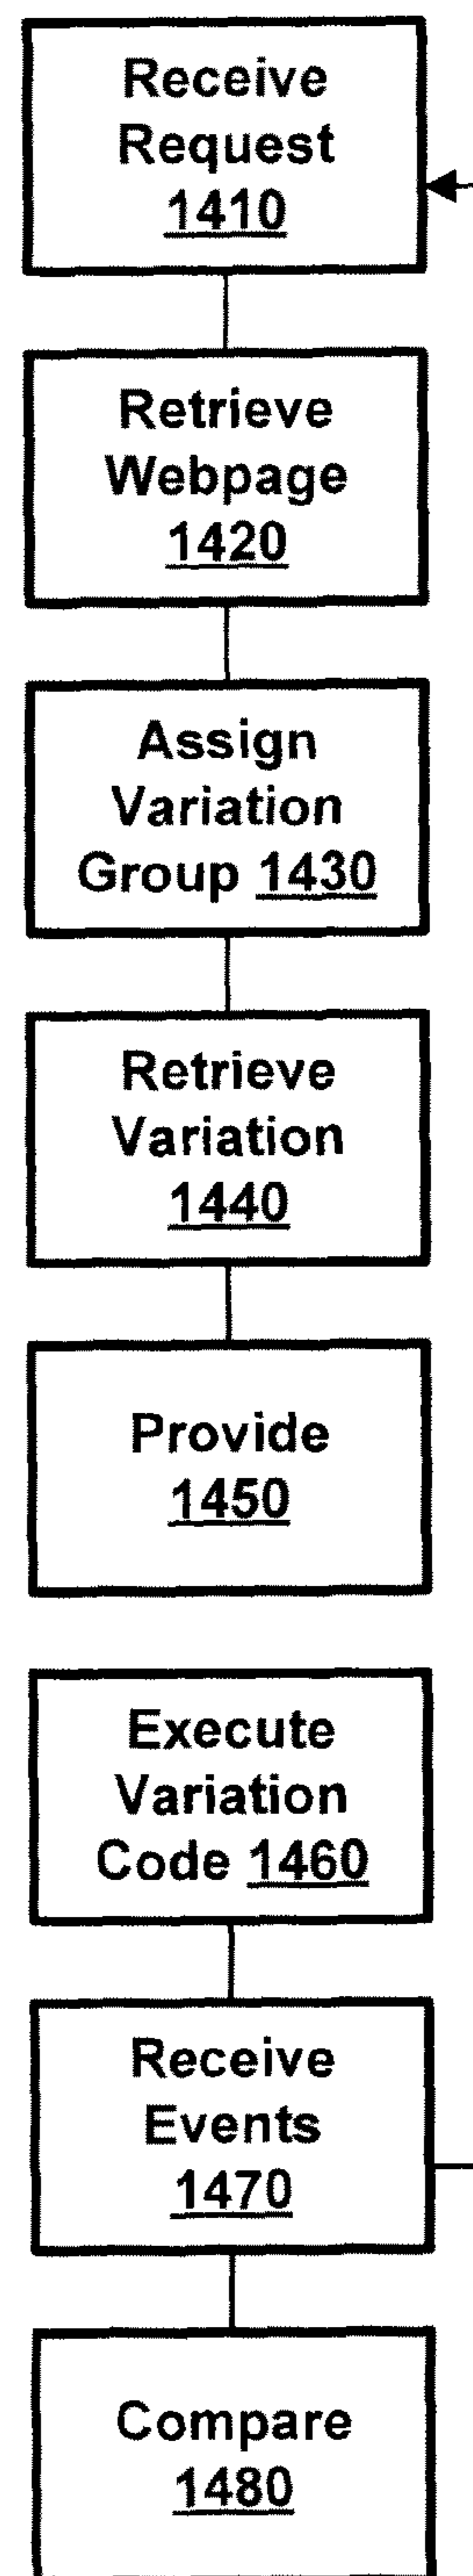 Receive
Request
1410
Retrieve
Webpage
1420
Assign
Variation
Group 1430
Retrieve
Variation
1440
Provide
1450
Execute
Variation
Code 1460
Receive
Events
1470
Compare
1480